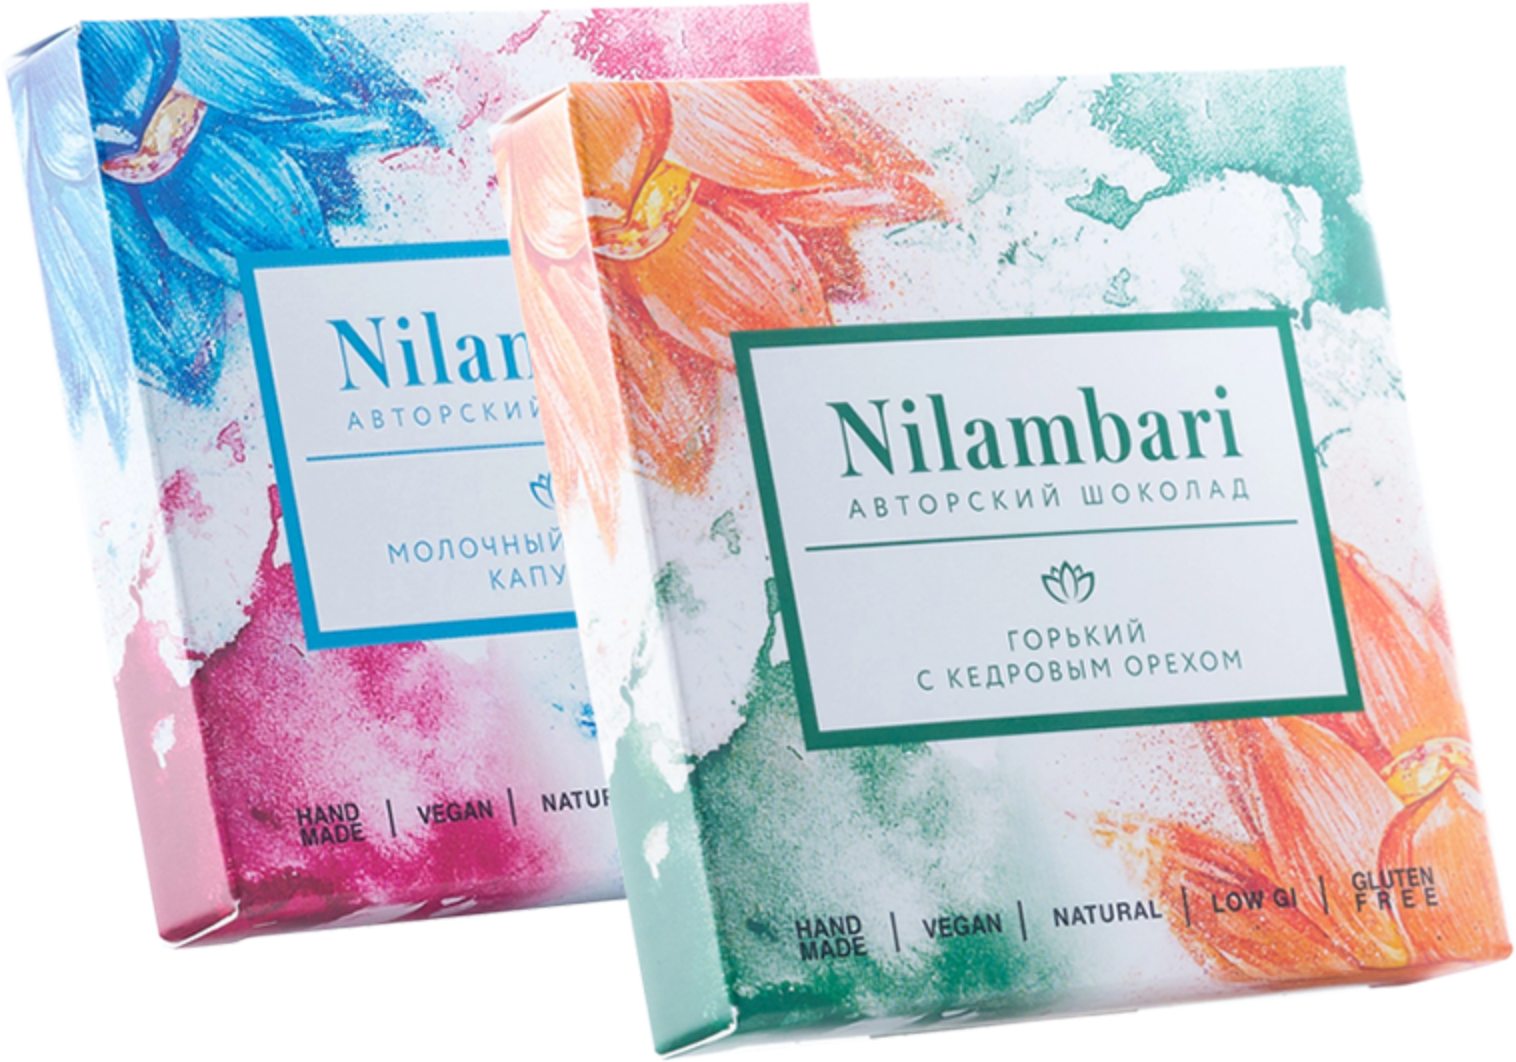 Nilam
АВТОРСКИЙ
МОЛОЧНЫЙ
КАПУ
HAND
MADE
VEGAN
NATUR
Nilambari
АВТОРСКИЙ ШОКОЛАД
ГОРЬКИЙ
С КЕДРОВЫМ ОРЕХОМ
HAND
MADE
VEGAN
NATURAL
LOW GI
GLUTEN
FREE